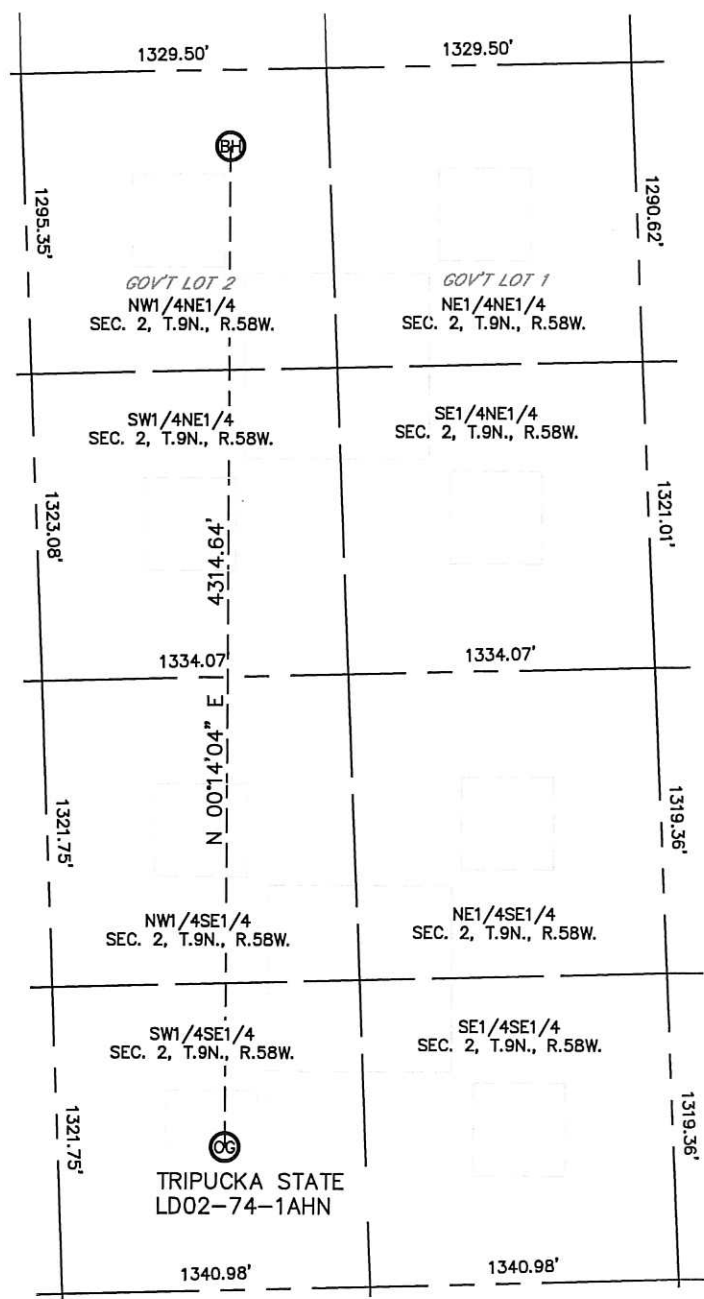 1329.50' 1329.50'
BH
1295.35' 1290.62'
GOV'T LOT 2
NW1/4NE1/4
SEC. 2, T.9N., R.58W.
GOV'T LOT 1
NE1/4NE1/4
SEC. 2, T.9N., R.58W.
SW1/4NE1/4
SEC. 2, T.9N., R.58W.
SE1/4NE1/4
SEC. 2, T.9N., R.58W.
1323.08' 1321.01'
N 00°14'04" E 4314.64'
1334.07' 1334.07'
1321.75' 1319.36'
NW1/4SE1/4
SEC. 2, T.9N., R.58W.
NE1/4SE1/4
SEC. 2, T.9N., R.58W.
SW1/4SE1/4
SEC. 2, T.9N., R.58W.
SE1/4SE1/4
SEC. 2, T.9N., R.58W.
1321.75' 1319.36'
OG
TRIPUCKA STATE
LD02-74-1AHN
1340.98' 1340.98'